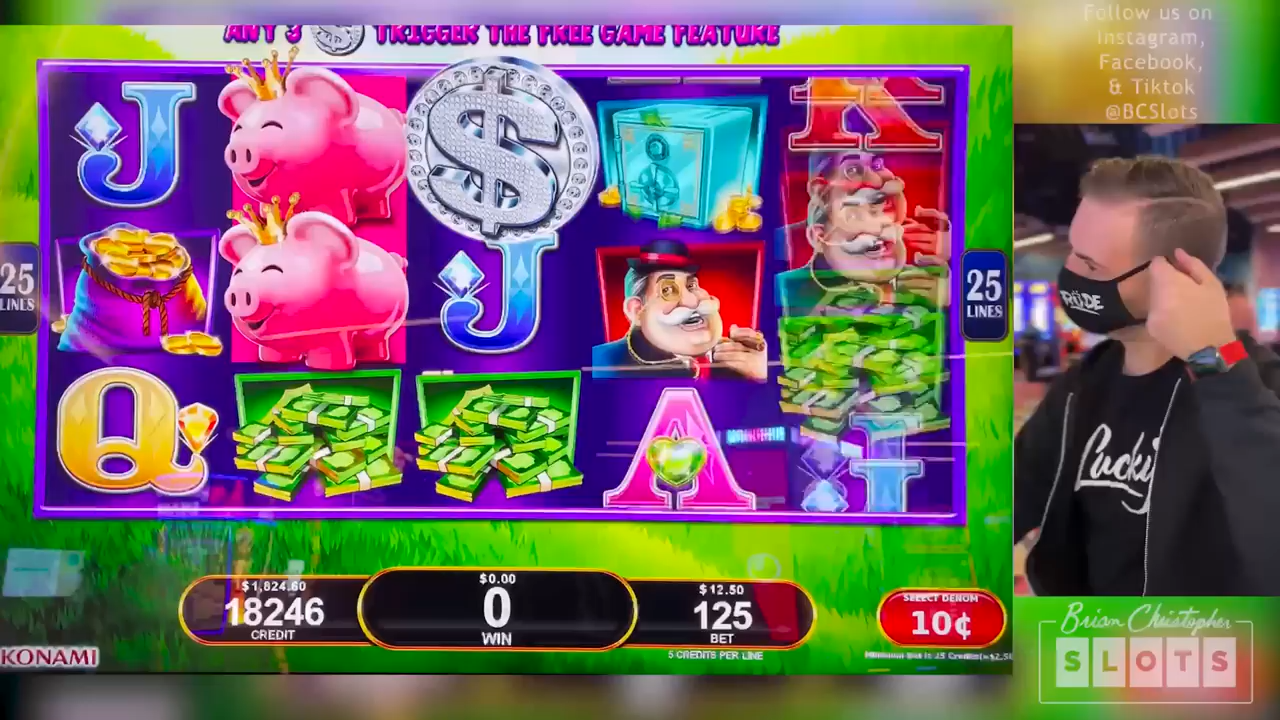 ANY 3 TRIGGER THE FREE GAME FEATURE
Follow us on
Instagram,
Facebook,
& Tiktok
@BCSlots
J
K
25
LINES
25
LINES
J
RÜDE
Lucky
Q
A
J
$1,824.60
18246
CREDIT
$0.00
0
WIN
$12.50
125
BET
5 CREDITS PER LINE
SELECT DENOM
10¢
KONAMI
Brian Christopher
SLOTS